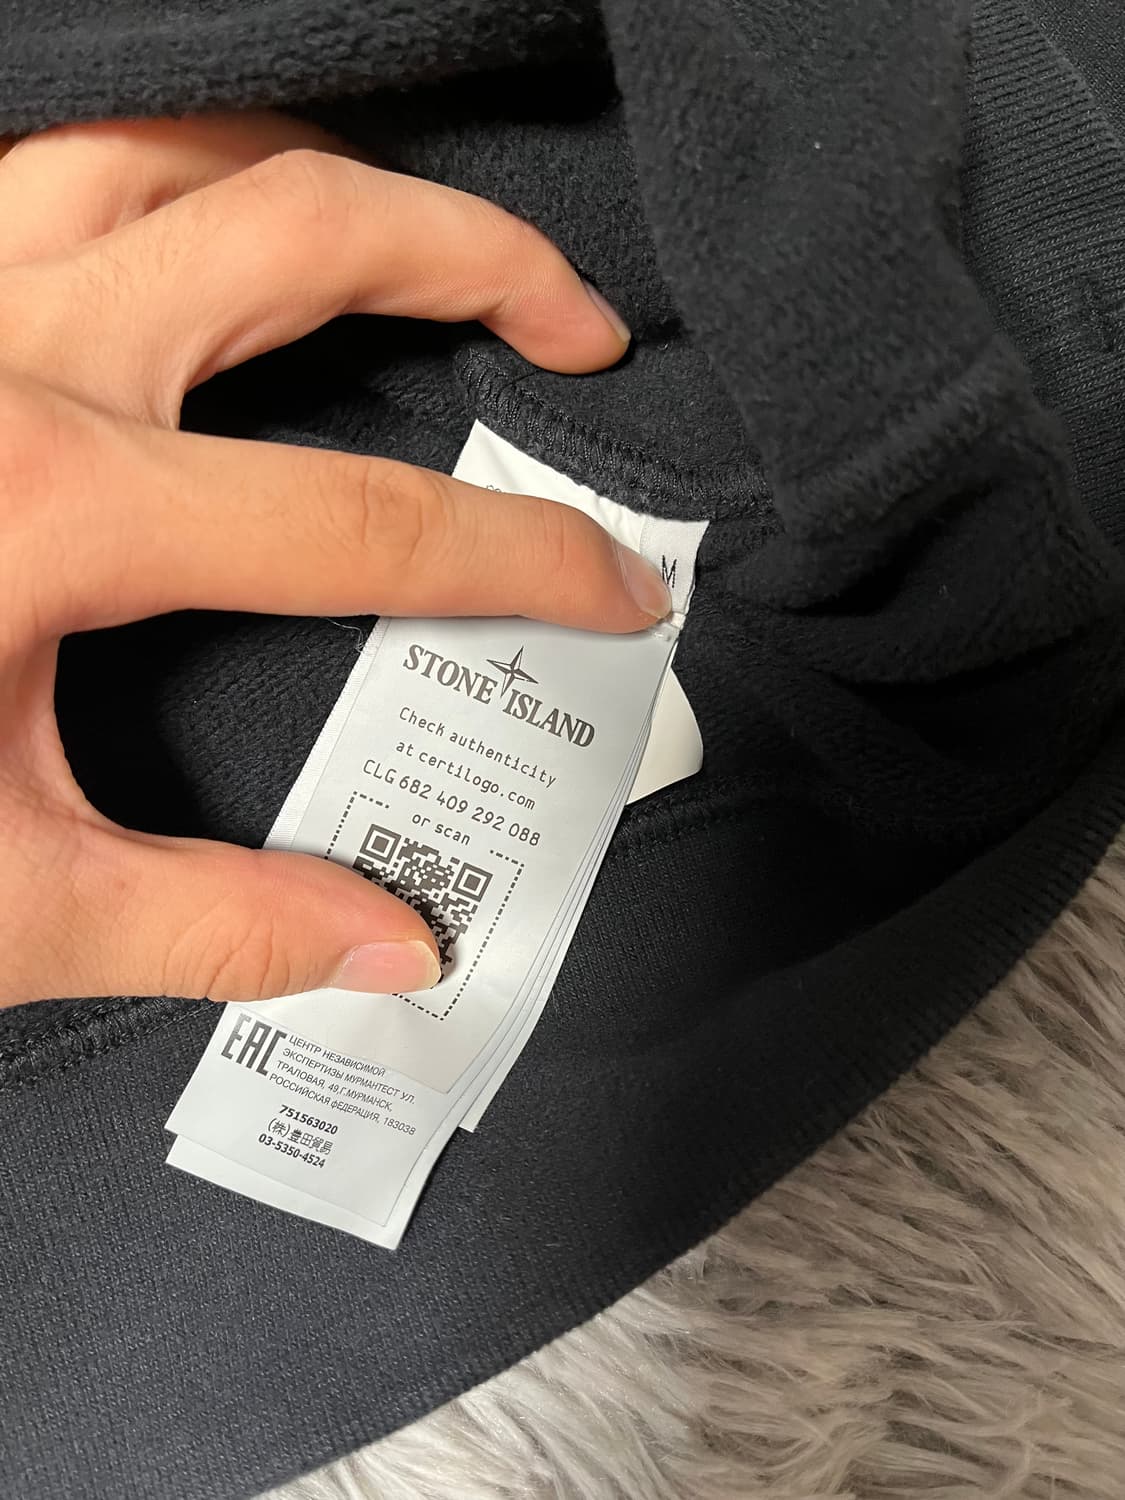 M
STONE ISLAND
Check authenticity
at certilogo.com
CLG 682 409 292 088
or scan
EAC
ЦЕНТР НЕЗАВИСИМОЙ
ЭКСПЕРТИЗЫ МУРМАНТЕСТ УЛ.
ТРАЛОВАЯ, 49,Г.МУРМАНСК,
РОССИЙСКАЯ ФЕДЕРАЦИЯ, 183038
751563020
(株)豊田貿易
03-5350-4524